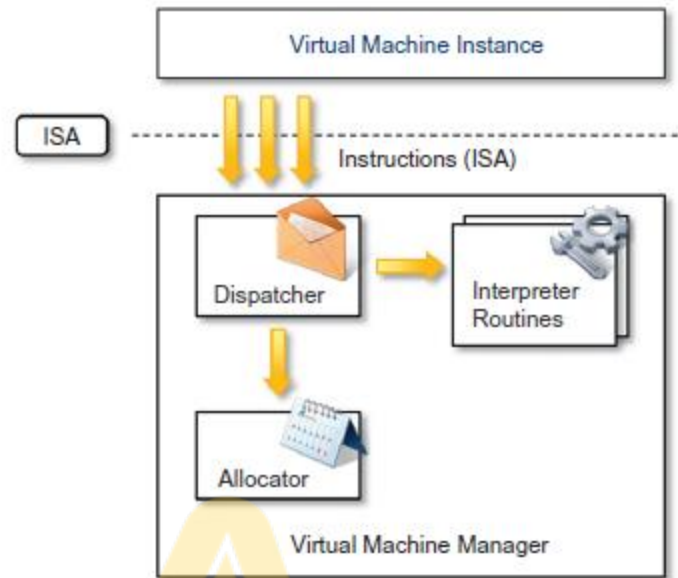 Virtual Machine Instance
ISA
Instructions (ISA)
Dispatcher
Interpreter
Routines
Allocator
Virtual Machine Manager